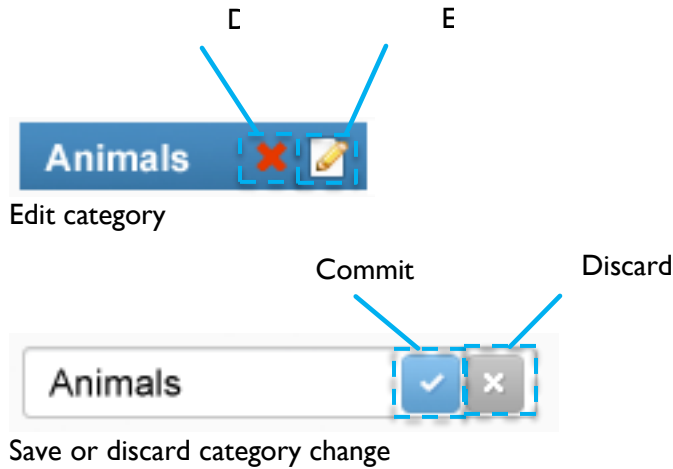 E
Animals
Edit category
Commit
Discard
Animals
Save or discard category change